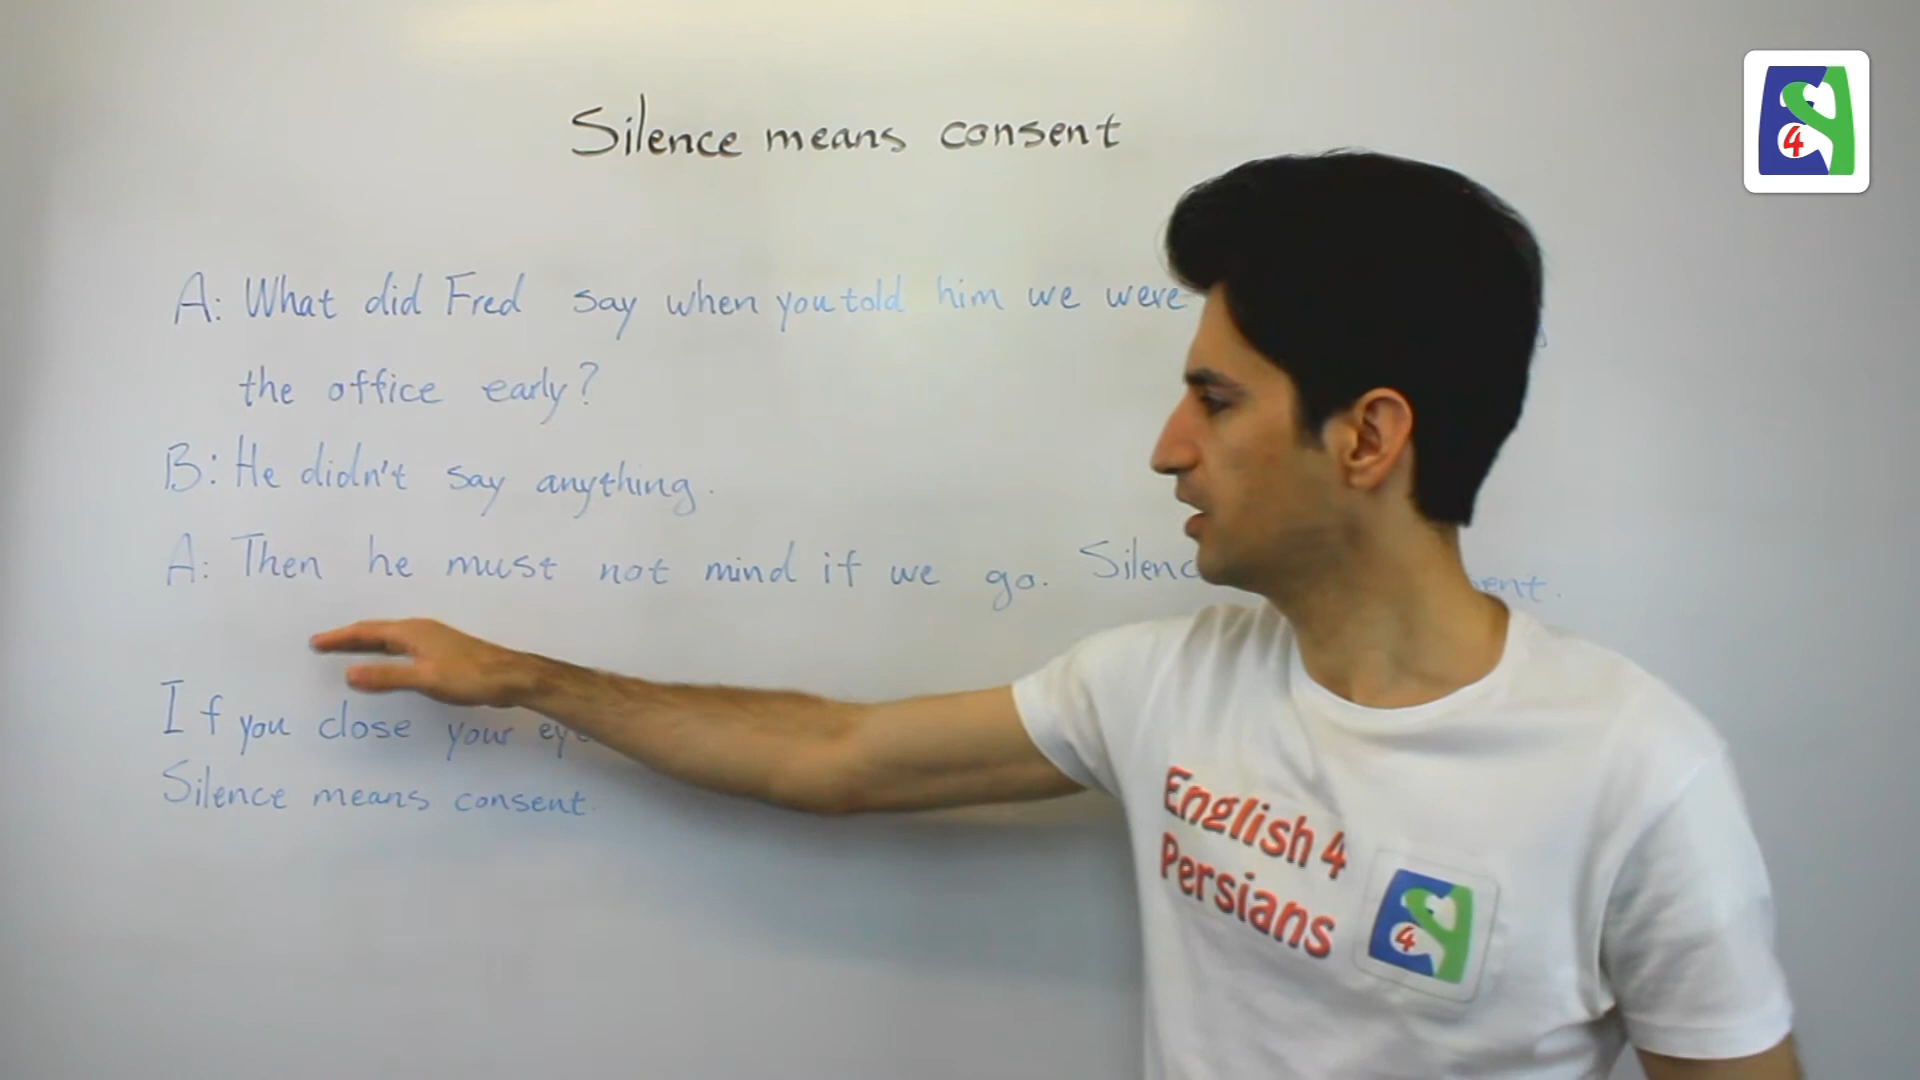 Silence means consent
4
A: What did Fred say when you told him we were
the office early?
B: He didn't say anything.
A: Then he must not mind if we go.
If you close your
Silence means consent.
English 4
Persians
4